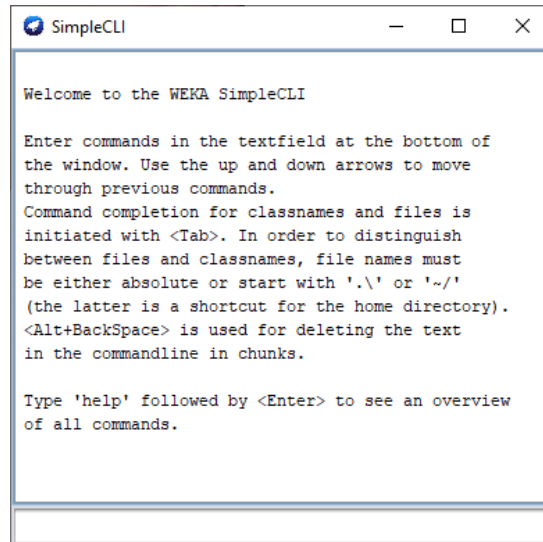 SimpleCLI
Welcome to the WEKA SimpleCLI
Enter commands in the textfield at the bottom of
the window. Use the up and down arrows to move
through previous commands.
Command completion for classnames and files is
initiated with <Tab>. In order to distinguish
between files and classnames, file names must
be either absolute or start with '.\' or '~/'
(the latter is a shortcut for the home directory).
<Alt+BackSpace> is used for deleting the text
in the commandline in chunks.
Type 'help' followed by <Enter> to see an overview
of all commands.